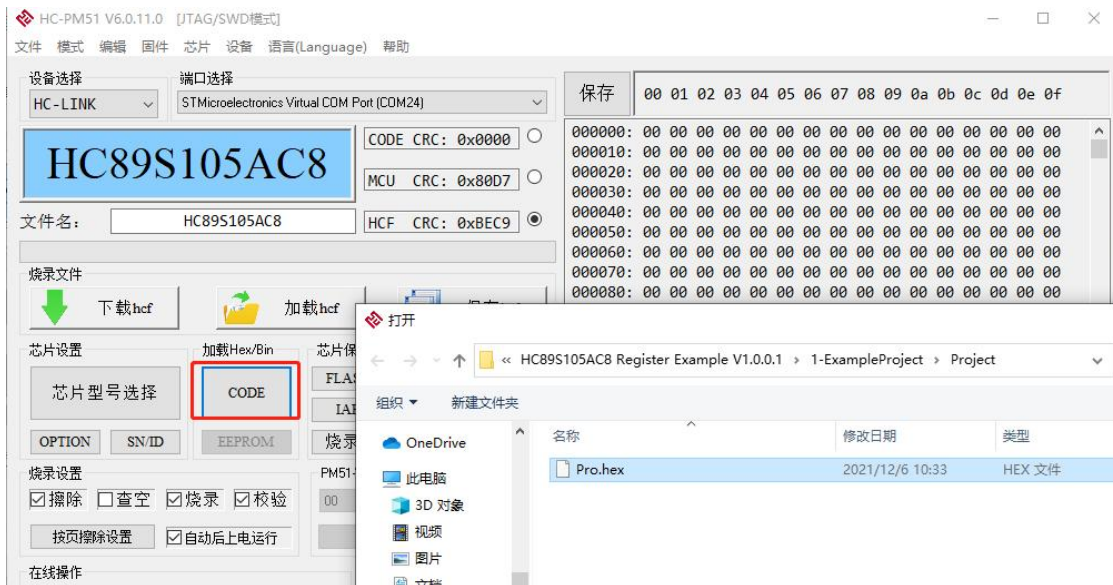 HC-PM51 V6.0.11.0 [JTAG/SWD模式]
文件 模式 编辑 固件 芯片 设备 语言(Language) 帮助
设备选择 端口选择
HC-LINK STMicroelectronics Virtual COM Port (COM24)
保存 00 01 02 03 04 05 06 07 08 09 0a 0b 0c 0d 0e 0f
HC89S105AC8
CODE CRC: 0x0000
MCU CRC: 0x80D7
文件名: HC89S105AC8 HCF CRC: 0xBEC9
000000: 00 00 00 00 00 00 00 00 00 00 00 00 00 00 00 00
000010: 00 00 00 00 00 00 00 00 00 00 00 00 00 00 00 00
000020: 00 00 00 00 00 00 00 00 00 00 00 00 00 00 00 00
000030: 00 00 00 00 00 00 00 00 00 00 00 00 00 00 00 00
000040: 00 00 00 00 00 00 00 00 00 00 00 00 00 00 00 00
000050: 00 00 00 00 00 00 00 00 00 00 00 00 00 00 00 00
000060: 00 00 00 00 00 00 00 00 00 00 00 00 00 00 00 00
000070: 00 00 00 00 00 00 00 00 00 00 00 00 00 00 00 00
000080: 00 00 00 00 00 00 00 00 00 00 00 00 00 00 00 00
烧录文件
下载hcf 加载hcf
芯片设置 加载Hex/Bin 芯片保
芯片型号选择 CODE FLA
IA
OPTION SN/ID EEPROM 烧录
烧录设置 PM51-
擦除 查空 烧录 校验 00
按页擦除设置 自动后上电运行
在线操作
打开
« HC89S105AC8 Register Example V1.0.0.1 › 1-ExampleProject › Project
组织 新建文件夹
名称 修改日期 类型
Pro.hex 2021/12/6 10:33 HEX 文件
OneDrive
此电脑
3D 对象
视频
图片